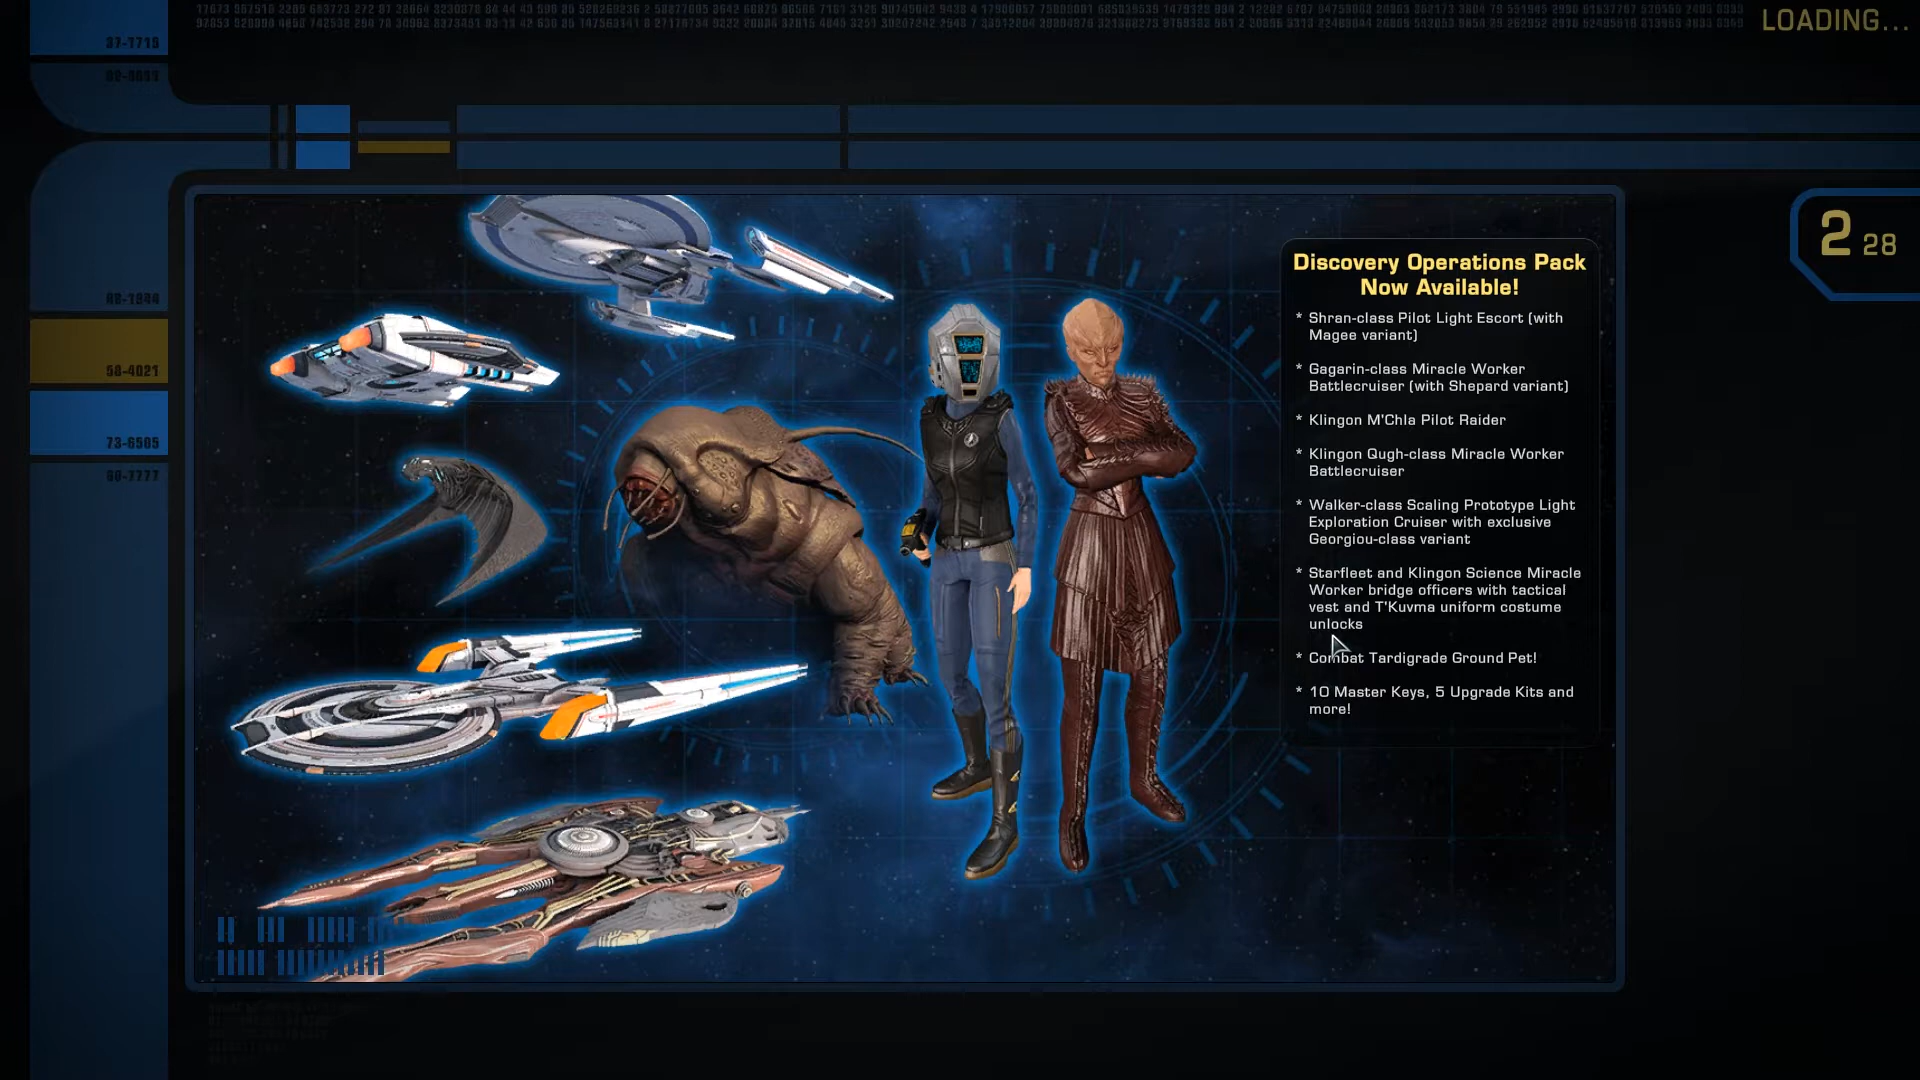 LOADING...
37-7715
2 28
48-1344
58-4021
73-6505
60-7777
Discovery Operations Pack
Now Available!
* Shran-class Pilot Light Escort (with
Magee variant)
* Gagarin-class Miracle Worker
Battlecruiser (with Shepard variant)
* Klingon M'Chla Pilot Raider
* Klingon Qugh-class Miracle Worker
Battlecruiser
* Walker-class Scaling Prototype Light
Exploration Cruiser with exclusive
Georgiou-class variant
* Starfleet and Klingon Science Miracle
Worker bridge officers with tactical
vest and T'Kuvma uniform costume
unlocks
* Combat Tardigrade Ground Pet!
* 10 Master Keys, 5 Upgrade Kits and
more!